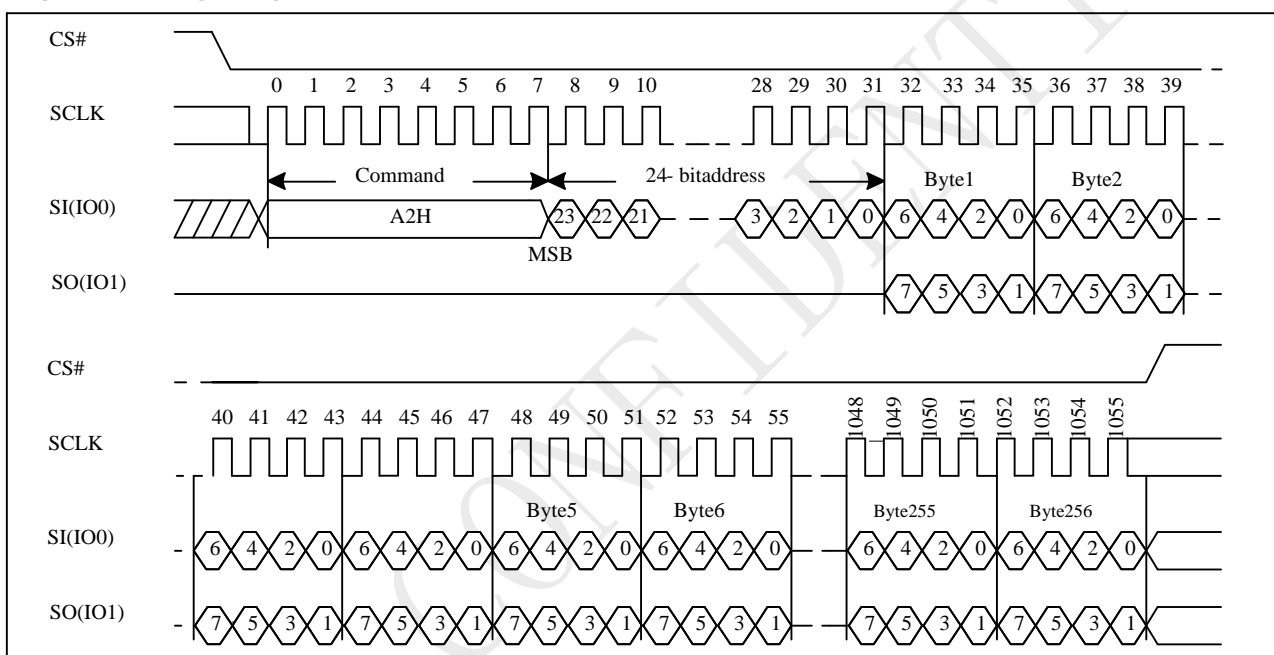 CS#
0 1 2 3 4 5 6 7 8 9 10 28 29 30 31 32 33 34 35 36 37 38 39
SCLK
Command 24- bitaddress Byte1 Byte2
SI(IO0) A2H 23 22 21 3 2 1 0 6 4 2 0 6 4 2 0
MSB
SO(IO1) 7 5 3 1 7 5 3 1
CS#
40 41 42 43 44 45 46 47 48 49 50 51 52 53 54 55 1048 1049 1050 1051 1052 1053 1054 1055
SCLK
Byte5 Byte6 Byte255 Byte256
SI(IO0) 6 4 2 0 6 4 2 0 6 4 2 0 6 4 2 0 6 4 2 0 6 4 2 0
SO(IO1) 7 5 3 1 7 5 3 1 7 5 3 1 7 5 3 1 7 5 3 1 7 5 3 1
CONFIDENT